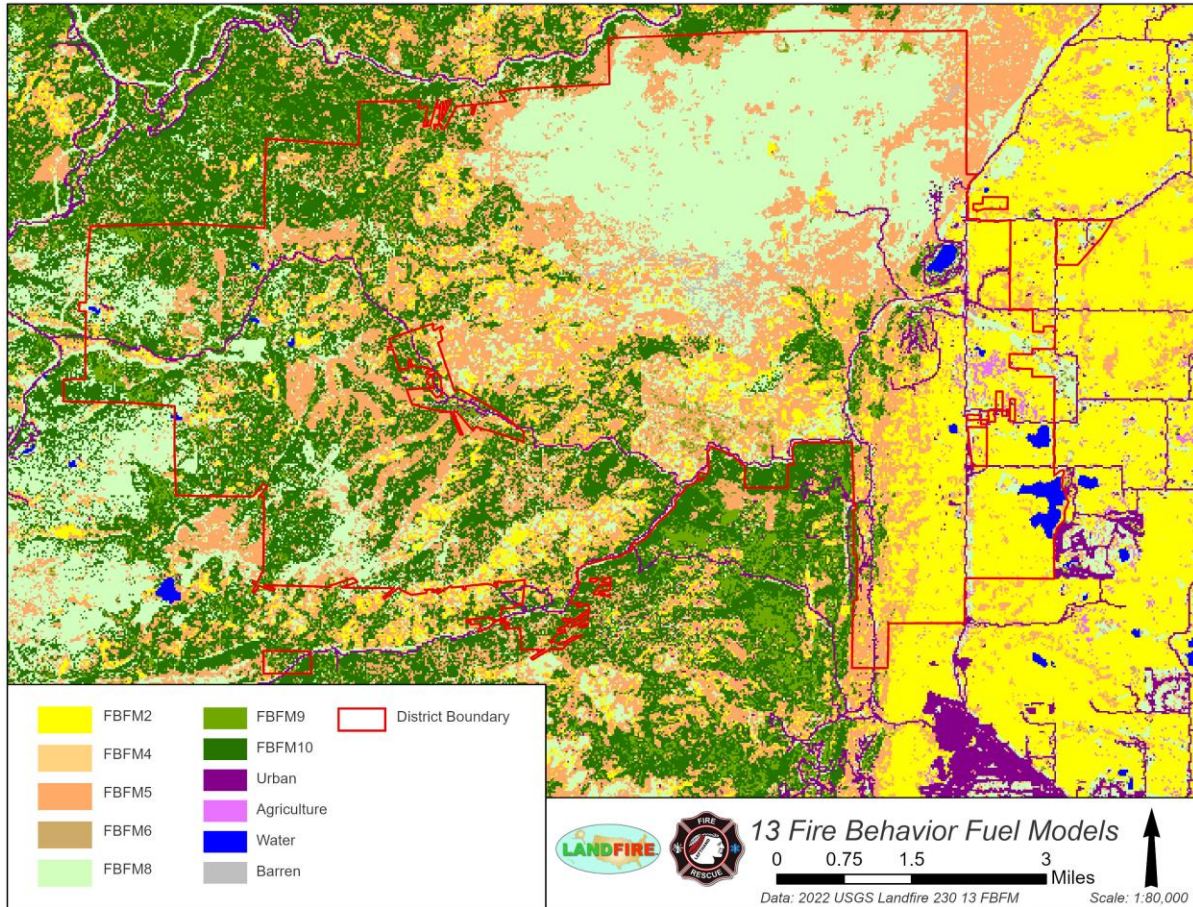 FBFM2
FBFM4
FBFM5
FBFM6
FBFM8
FBFM9
FBFM10
Urban
Agriculture
Water
Barren
District Boundary
LANDFIRE
FIRE
RESCUE
13 Fire Behavior Fuel Models
0 0.75 1.5 3
Miles
Data: 2022 USGS Landfire 230 13 FBFM
Scale: 1:80,000